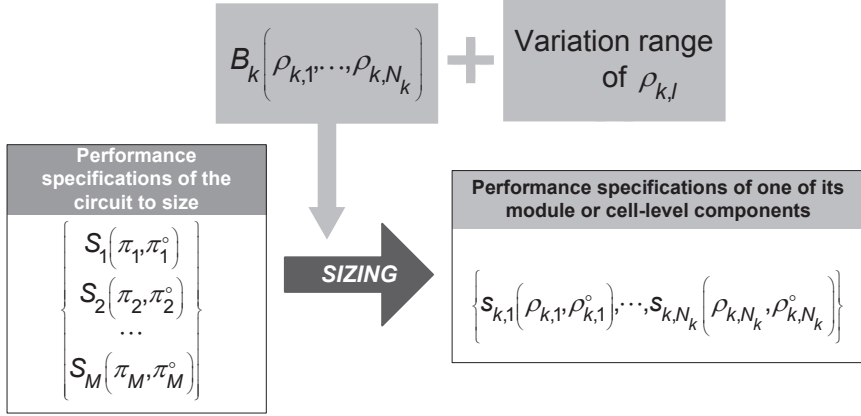 B_k(ρ_{k,1},…,ρ_{k,N_k})
+
Variation range
of ρ_{k,l}
Performance
specifications of the
circuit to size
{S_1(π_1,π_1°)
S_2(π_2,π_2°)
…
S_M(π_M,π_M°)}
SIZING
Performance specifications of one of its
module or cell-level components
{s_{k,1}(ρ_{k,1},ρ°_{k,1}),⋯,s_{k,N_k}(ρ_{k,N_k},ρ°_{k,N_k})}